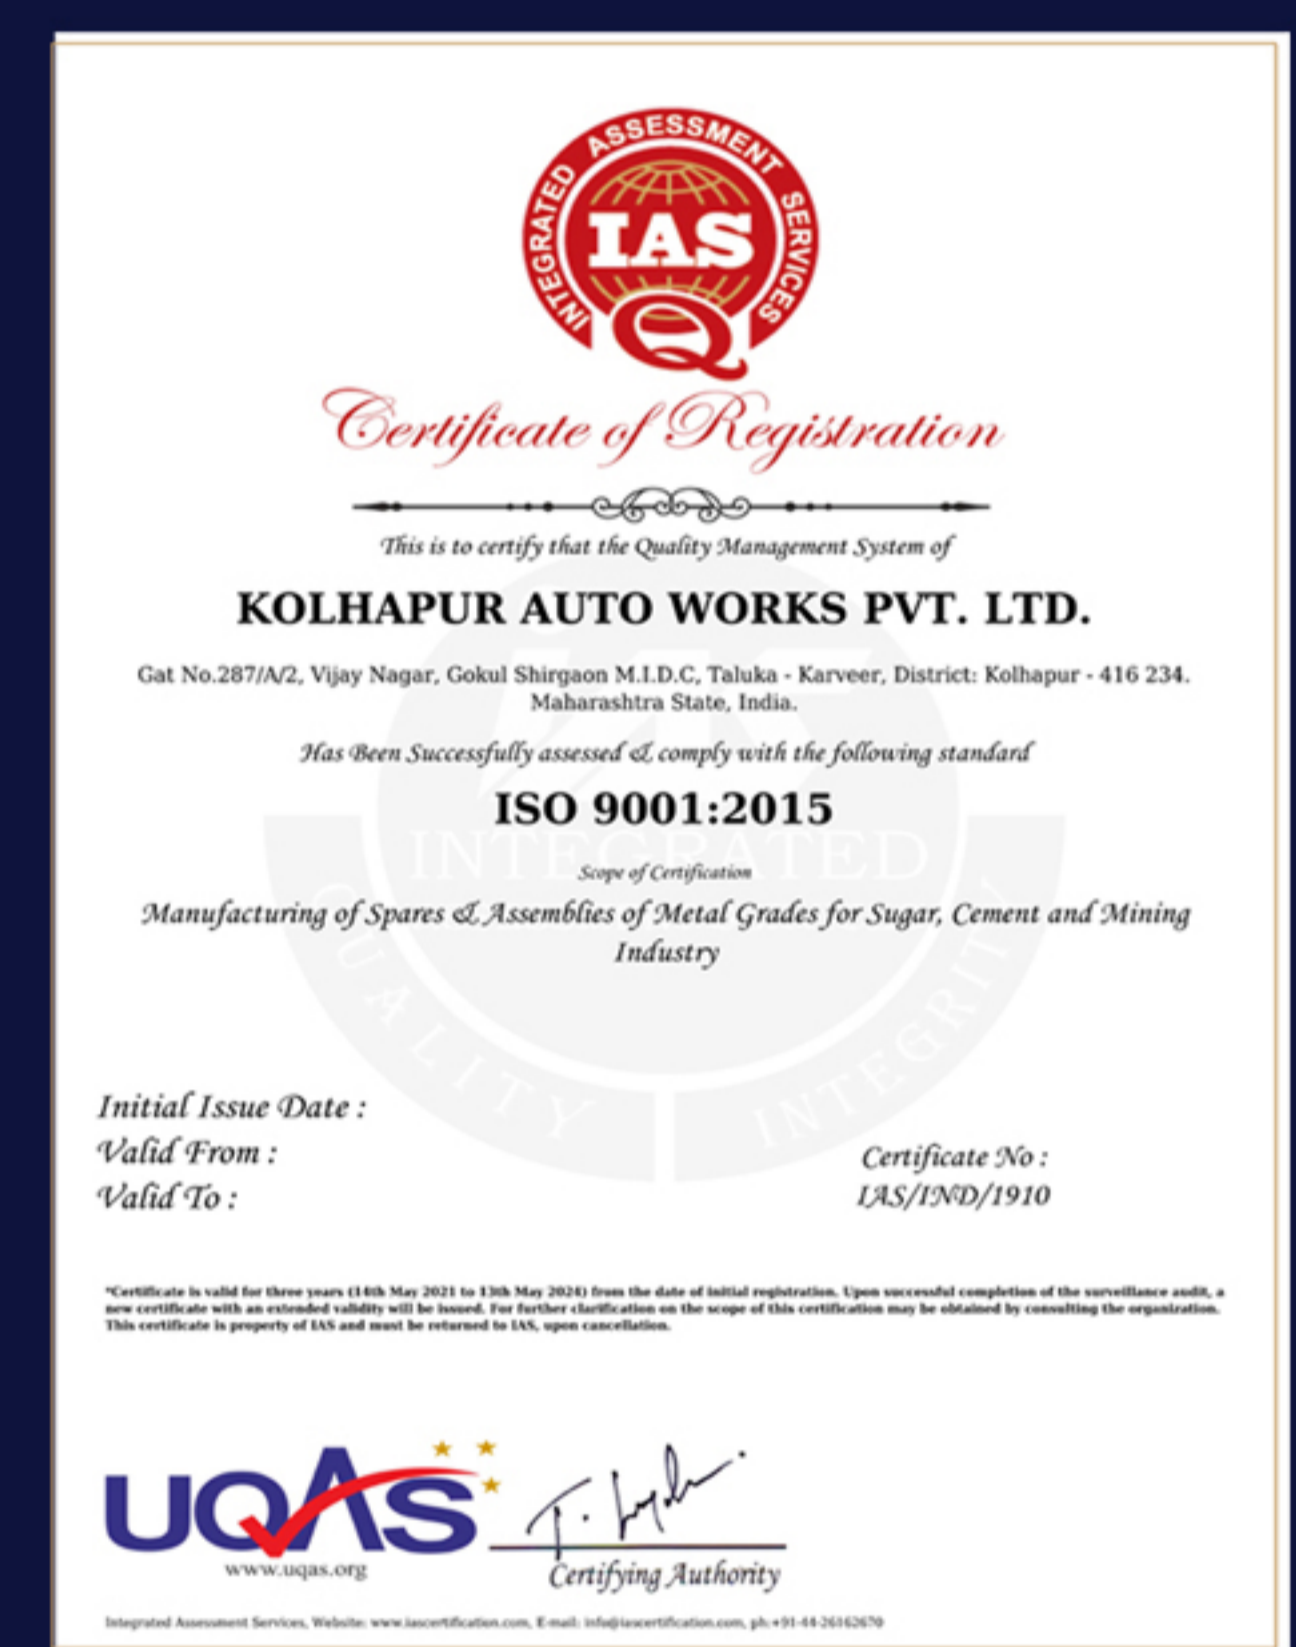 INTEGRATED ASSESSMENT SERVICES
IAS
Q
Certificate of Registration
This is to certify that the Quality Management System of
KOLHAPUR AUTO WORKS PVT. LTD.
Gat No.287/A/2, Vijay Nagar, Gokul Shirgaon M.I.D.C, Taluka - Karveer, District: Kolhapur - 416 234.
Maharashtra State, India.
Has Been Successfully assessed & comply with the following standard
ISO 9001:2015
INTEGRATED
Scope of Certification
Manufacturing of Spares & Assemblies of Metal Grades for Sugar, Cement and Mining
Industry
QUALITY INTEGRITY
Initial Issue Date :
Valid From :
Valid To :
Certificate No :
IAS/IND/1910
*Certificate is valid for three years (14th May 2021 to 13th May 2024) from the date of initial registration. Upon successful completion of the surveillance audit, a
new certificate with an extended validity will be issued. For further clarification on the scope of this certification may be obtained by consulting the organization.
This certificate is property of IAS and must be returned to IAS, upon cancellation.
UQAS
www.uqas.org
Certifying Authority
Integrated Assessment Services, Website: www.iascertification.com, E-mail: info@iascertification.com, ph:+91-44-26162670